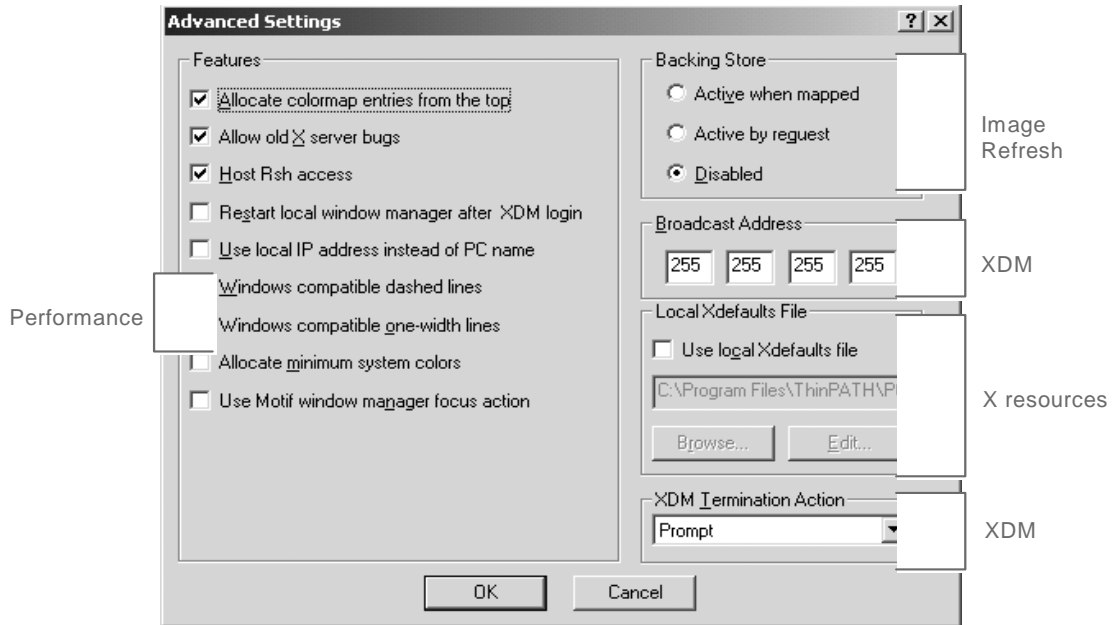 Advanced Settings
Features
Allocate colormap entries from the top
Allow old X server bugs
Host Rsh access
Restart local window manager after XDM login
Use local IP address instead of PC name
Windows compatible dashed lines
Windows compatible one-width lines
Allocate minimum system colors
Use Motif window manager focus action
Performance
Backing Store
Active when mapped
Active by reguest
Disabled
Image
Refresh
Broadcast Address
255 255 255 255
XDM
Local Xdefaults File
Use local Xdefaults file
C:\Program Files\ThinPATH\P
Browse... Edit...
X resources
XDM Termination Action
Prompt
XDM
OK Cancel